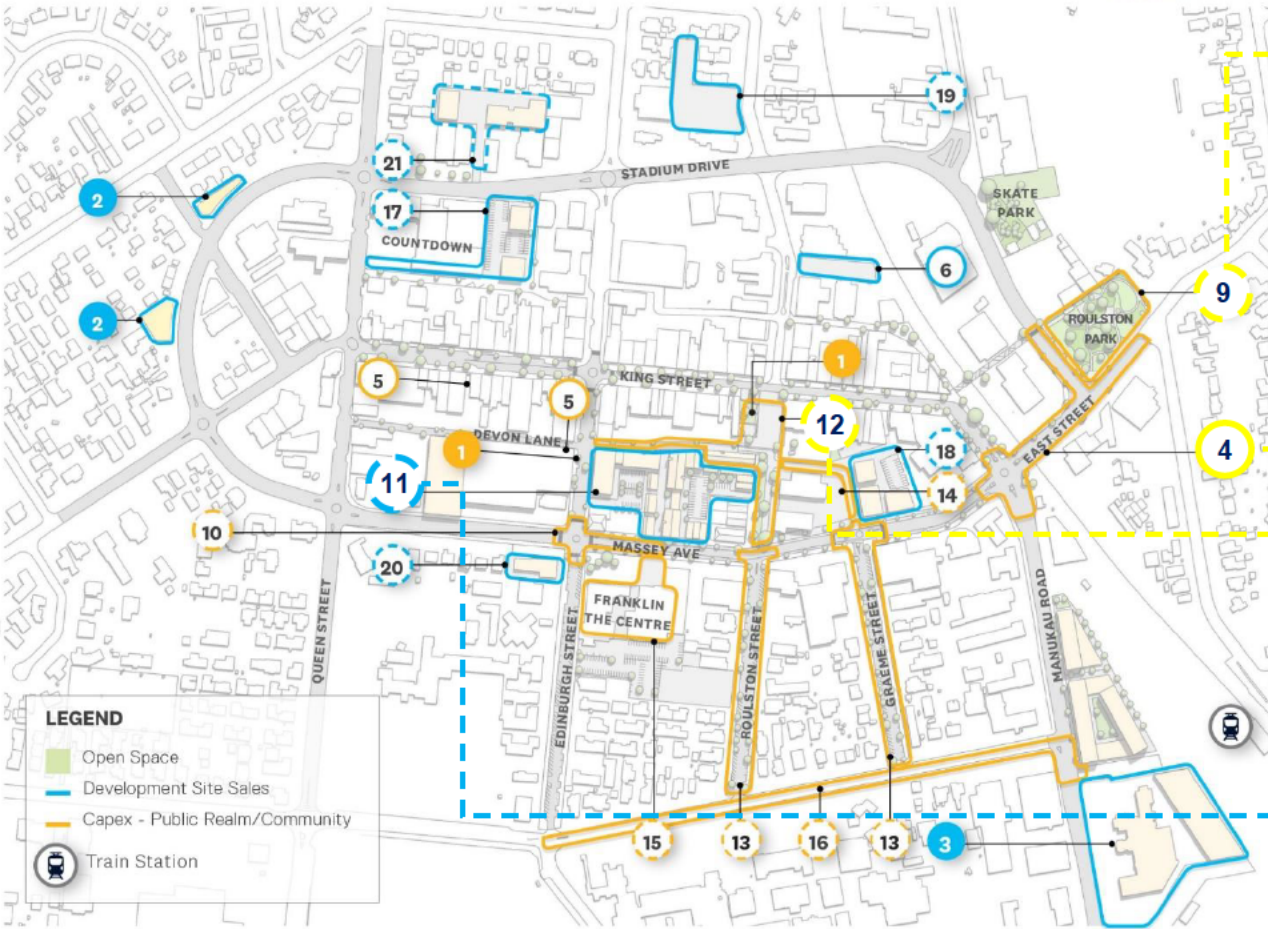 19
STADIUM DRIVE
21
SKATE
PARK
2
17
COUNTDOWN
6
9
2
ROULSTON
PARK
1
5
KING STREET
5
12
EAST STREET
DEVON LANE
1
18
4
11
14
10
MASSEY AVE
20
FRANKLIN
THE CENTRE
QUEEN STREET
EDINBURGH STREET
ROULSTON STREET
GRAEME STREET
MANUKAU ROAD
LEGEND
Open Space
Development Site Sales
Capex - Public Realm/Community
Train Station
15
13
16
13
3